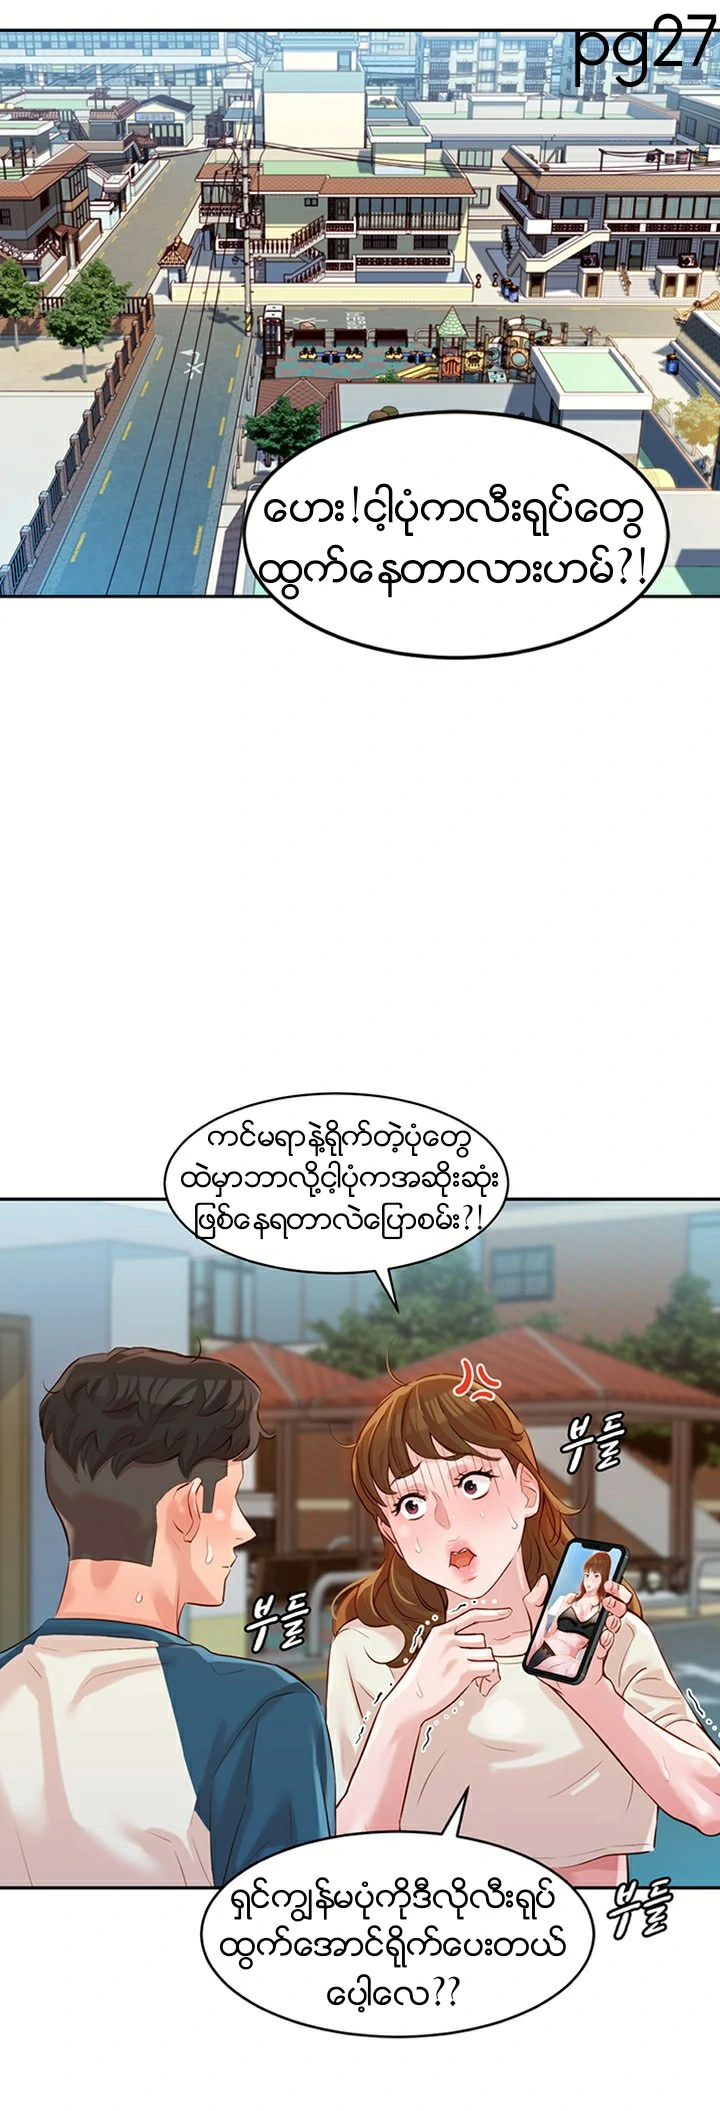 pg27
ဟေး!ငါ့ပုံကလီးရုပ်တွေ
ထွက်နေတာလားဟမ်?!
ကင်မရာနဲ့ရိုက်တဲ့ပုံတွေ
ထဲမှာဘာလို့ငါ့ပုံကအဆိုးဆုံး
ဖြစ်နေရတာလဲပြောစမ်း?!
부들
부들
ရှင်ကျွန်မပုံကိုဒီလိုလီးရုပ်
ထွက်အောင်ရိုက်ပေးတယ်
ပေါ့လေ??
부들